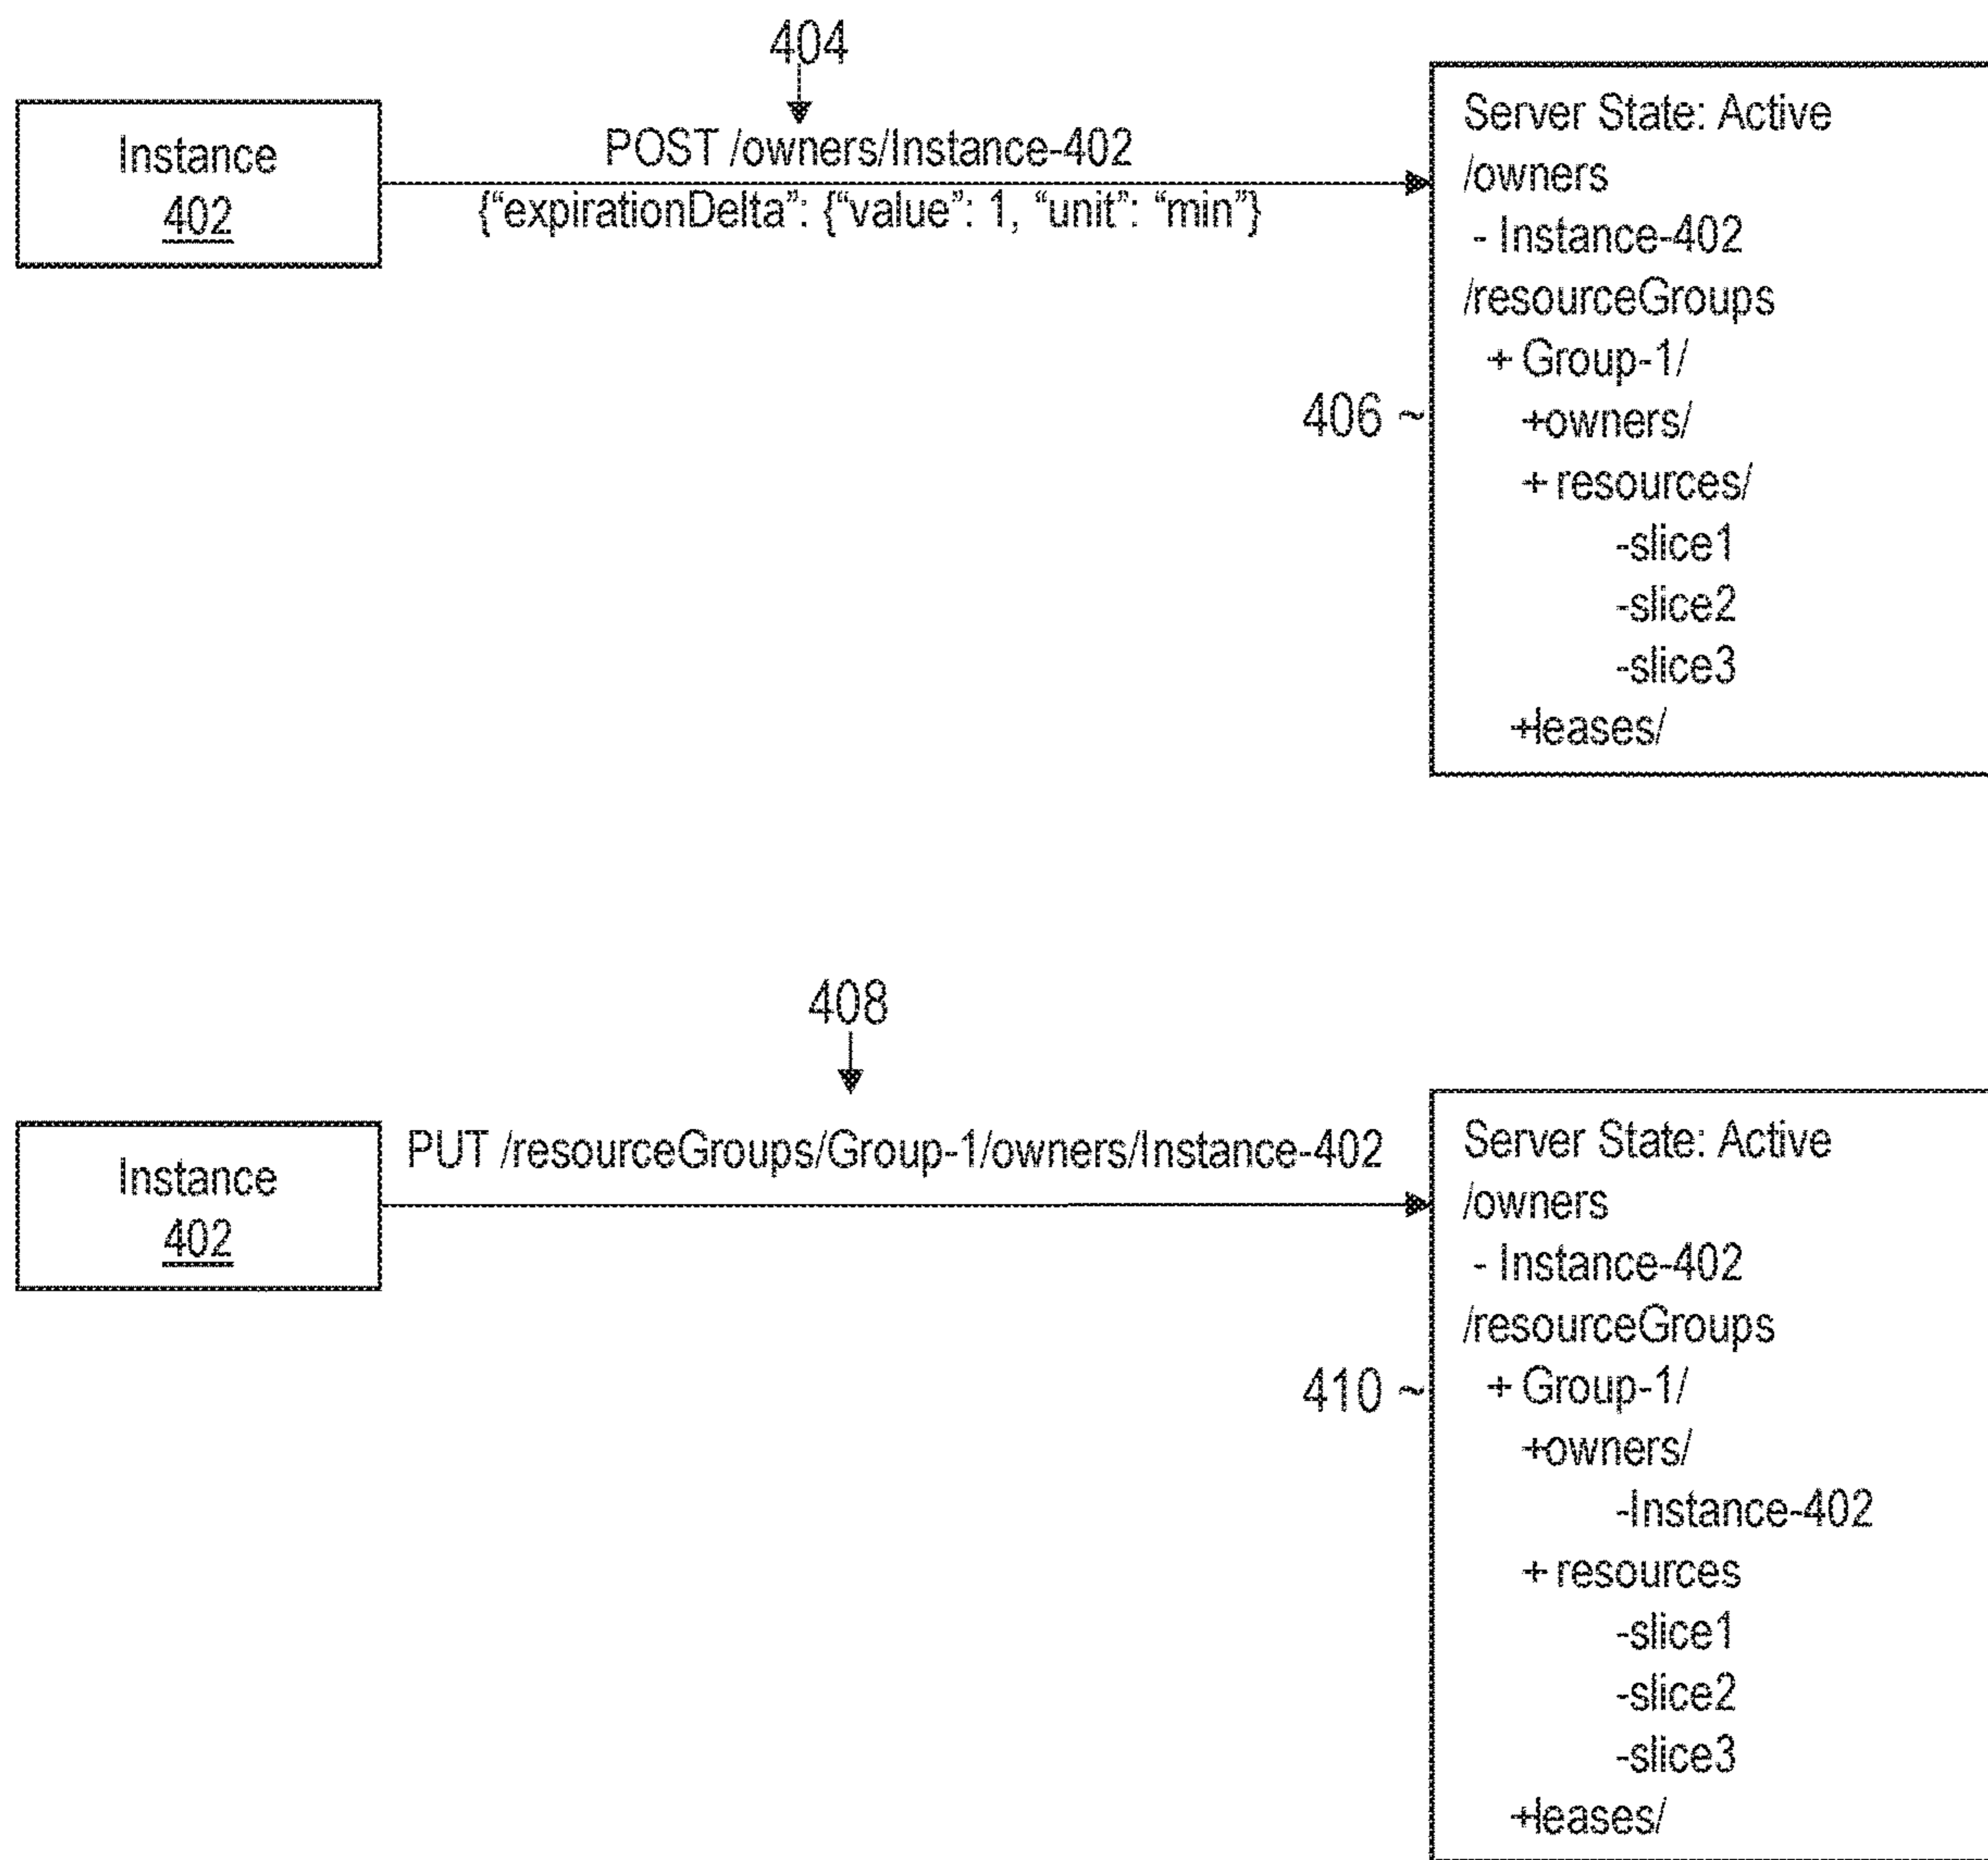 404
Instance
402
POST /owners/Instance-402
{“expirationDelta”: {“value”: 1, “unit”: “min”}
406 ~
Server State: Active
/owners
- Instance-402
/resourceGroups
+ Group-1/
+owners/
+ resources/
-slice1
-slice2
-slice3
+leases/
408
Instance
402
PUT /resourceGroups/Group-1/owners/Instance-402
410 ~
Server State: Active
/owners
- Instance-402
/resourceGroups
+ Group-1/
+owners/
-Instance-402
+ resources
-slice1
-slice2
-slice3
+leases/